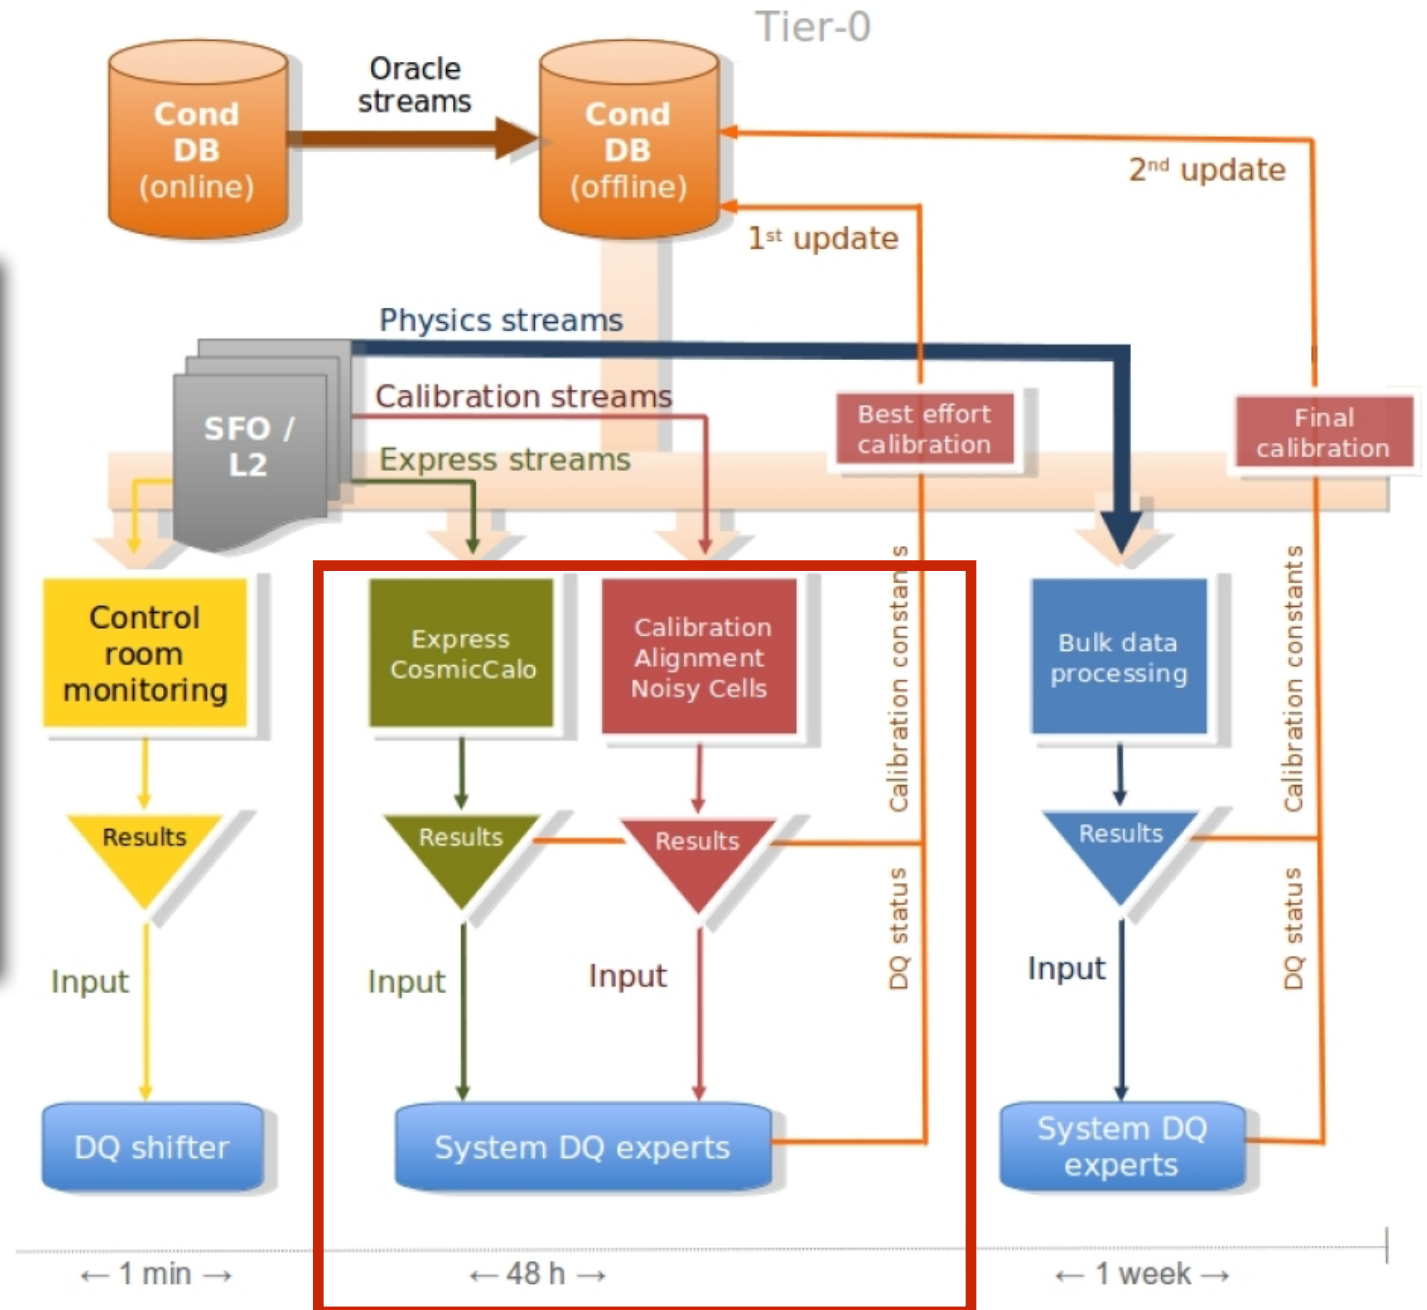 Tier-0
Cond
DB
(online)
Oracle
streams
Cond
DB
(offline)
2nd update
1st update
Physics streams
Calibration streams
Express streams
SFO /
L2
Best effort
calibration
Final
calibration
Control
room
monitoring
Express
CosmicCalo
Calibration
Alignment
Noisy Cells
Calibration constants
Bulk data
processing
Calibration constants
Results
Results
Results
Results
DQ status
DQ status
Input
Input
Input
Input
DQ shifter
System DQ experts
System DQ
experts
← 1 min →
← 48 h →
← 1 week →